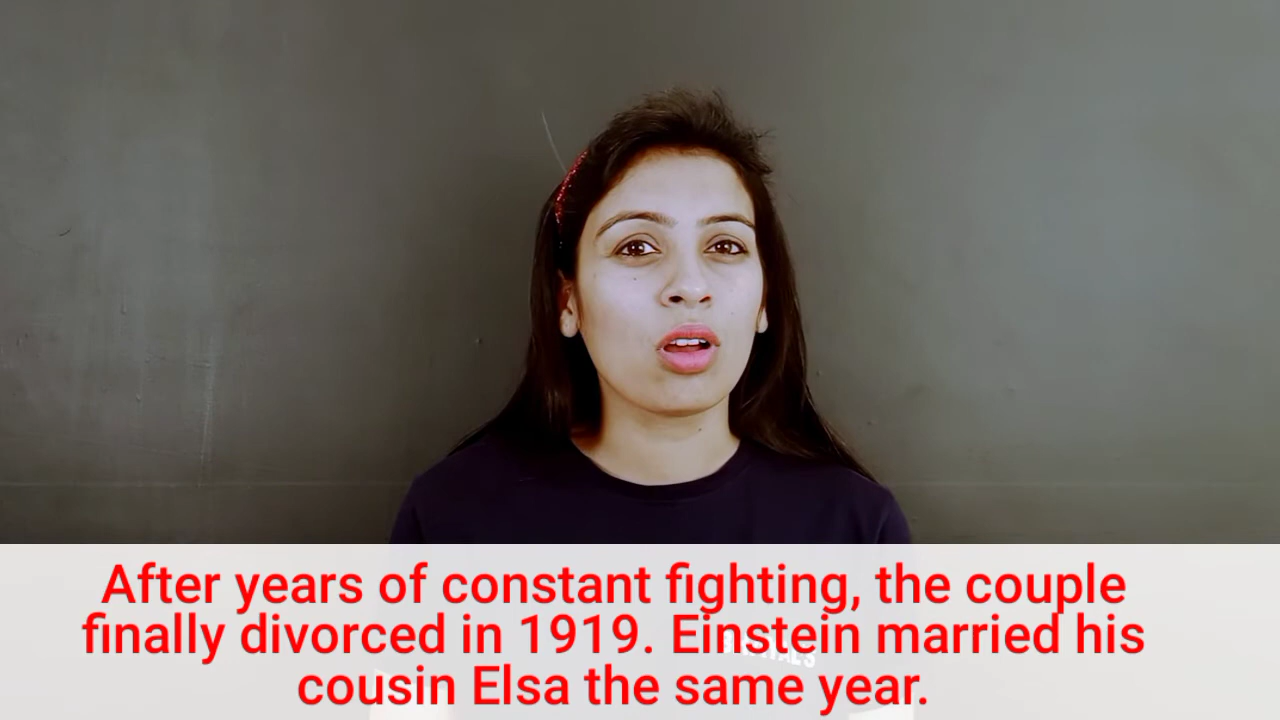 After years of constant fighting, the couple
finally divorced in 1919. Einstein married his
cousin Elsa the same year.